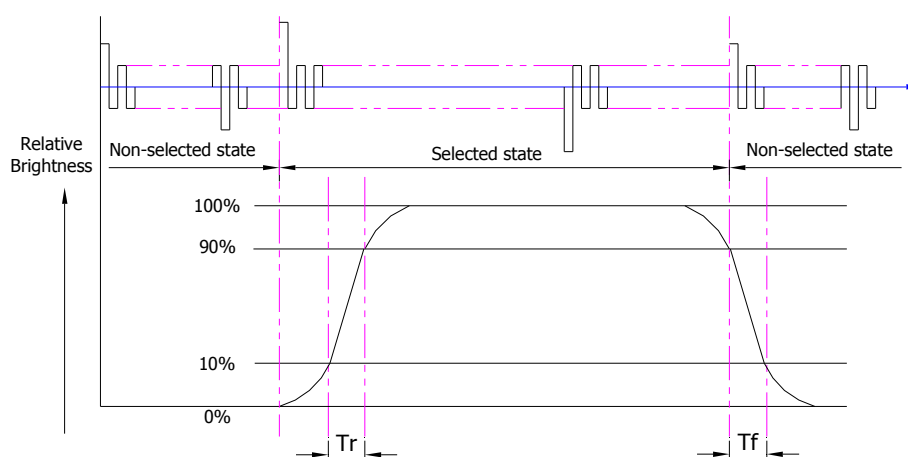 Relative
Brightness
Non-selected state
Selected state
Non-selected state
100%
90%
10%
0%
Tr
Tf